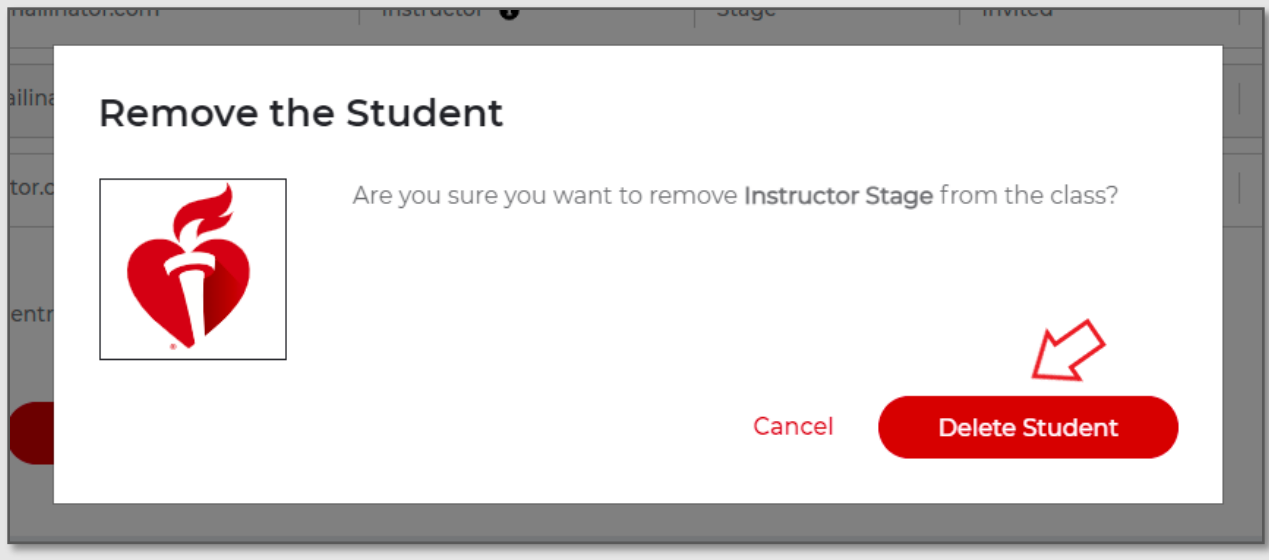 Instructor Stage Invited
Remove the Student
Are you sure you want to remove Instructor Stage from the class?
Cancel Delete Student